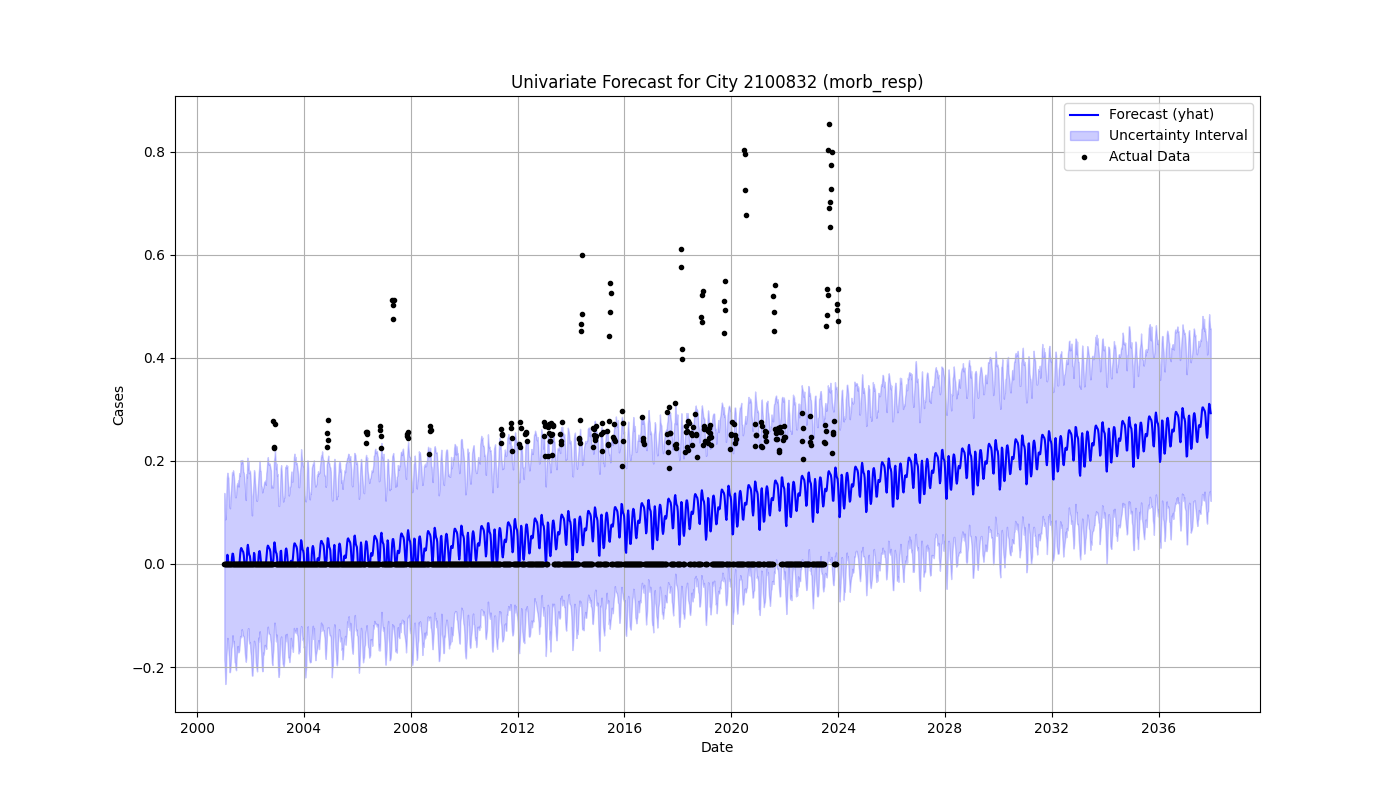 Univariate Forecast for City 2100832 (morb_resp)
Forecast (yhat)
Uncertainty Interval
Actual Data
Cases
0.8
0.6
0.4
0.2
0.0
−0.2
2000 2004 2008 2012 2016 2020 2024 2028 2032 2036
Date